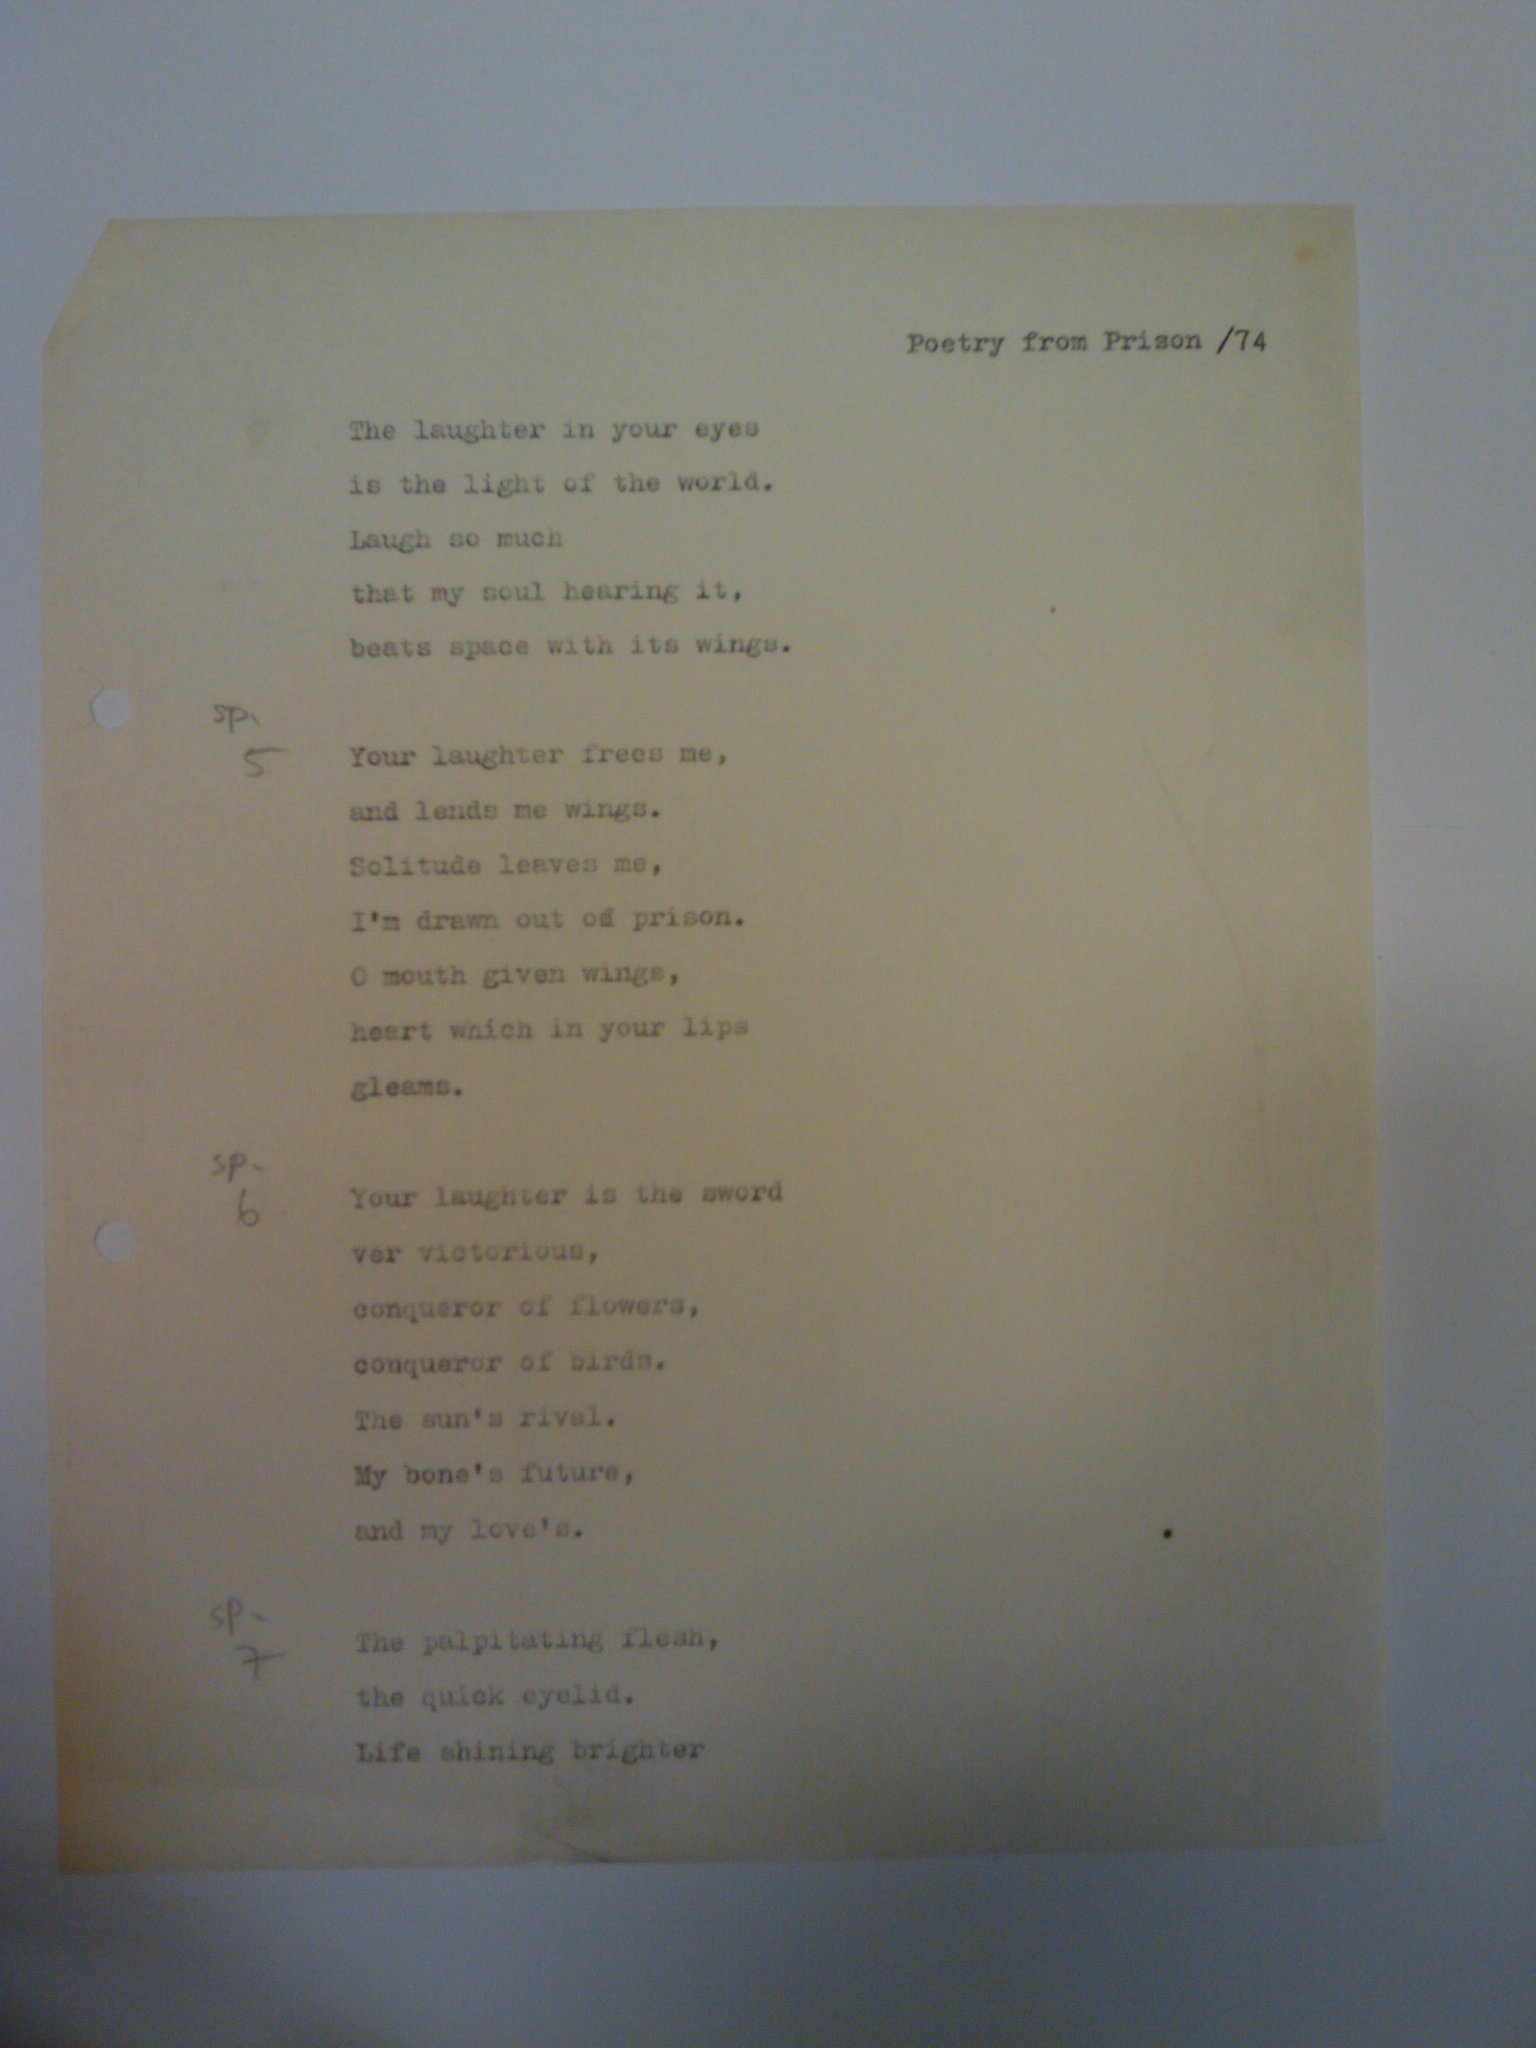 Poetry from Prison /74
The laughter in your eyes
is the light of the world.
Laugh so much
that my soul hearing it,
beats space with its wings.
sp.
5 Your laughter frees me,
and lends me wings.
Solitude leaves me,
I'm drawn out of prison.
O mouth given wings,
heart which in your lips
gleams.
sp.
6 Your laughter is the sword
ver victorious,
conqueror of flowers,
conqueror of birds.
The sun's rival.
My bone's future,
and my love's.
sp.
7 The palpitating flesh,
the quick eyelid.
Life shining brighter